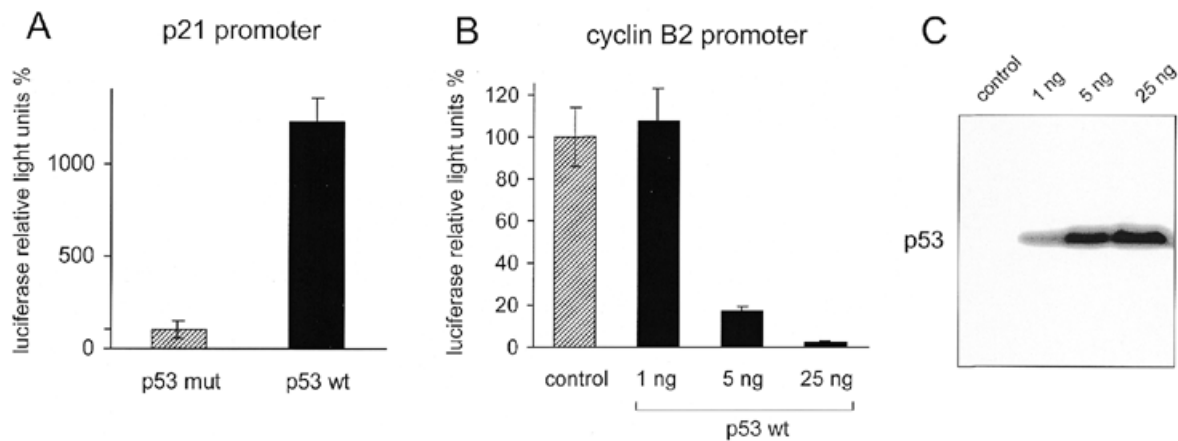 A
p21 promoter
luciferase relative light units %
1000
500
0
p53 mut
p53 wt
B
cyclin B2 promoter
luciferase relative light units %
120
100
80
60
40
20
0
control
1 ng
5 ng
25 ng
p53 wt
C
control
1 ng
5 ng
25 ng
p53